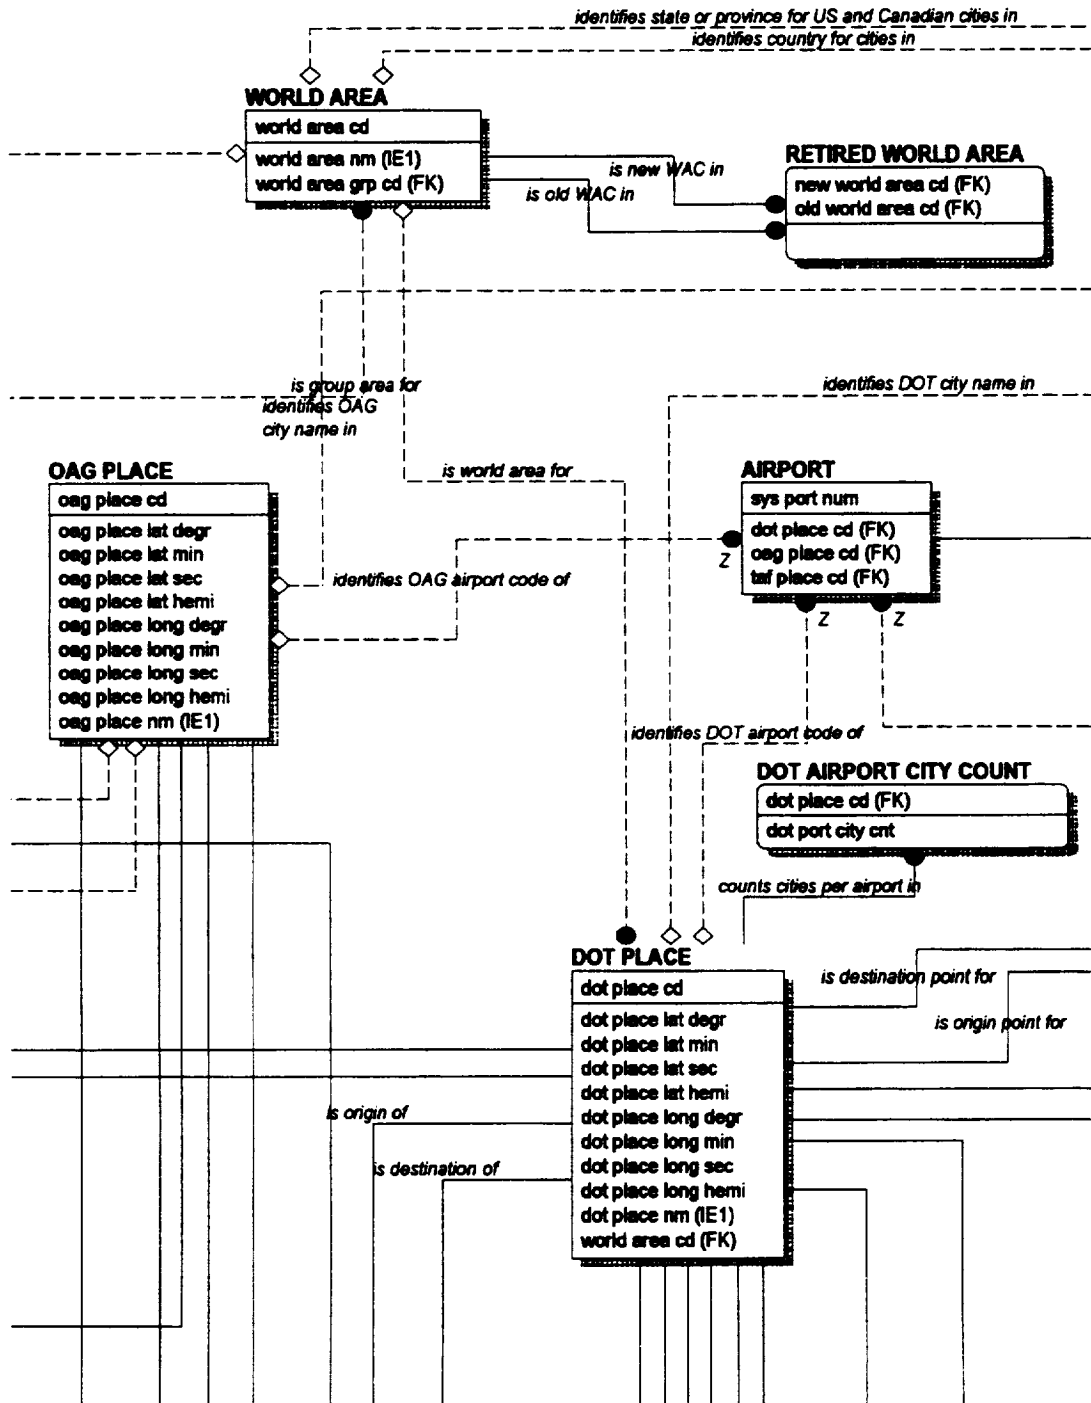 identifies state or province for US and Canadian cities in
identifies country for cities in
WORLD AREA
world area cd
world area nm (IE1)
world area grp cd (FK)
is new WAC in
is old WAC in
RETIRED WORLD AREA
new world area cd (FK)
old world area cd (FK)
is group area for
identifies OAG
city name in
identifies DOT city name in
OAG PLACE
oag place cd
oag place lat degr
oag place lat min
oag place lat sec
oag place lat hemi
oag place long degr
oag place long min
oag place long sec
oag place long hemi
oag place nm (IE1)
is world area for
identifies OAG airport code of
AIRPORT
sys port num
dot place cd (FK)
oag place cd (FK)
taf place cd (FK)
Z
Z
Z
identifies DOT airport code of
DOT AIRPORT CITY COUNT
dot place cd (FK)
dot port city cnt
counts cities per airport in
DOT PLACE
dot place cd
dot place lat degr
dot place lat min
dot place lat sec
dot place lat hemi
dot place long degr
dot place long min
dot place long sec
dot place long hemi
dot place nm (IE1)
world area cd (FK)
is destination point for
is origin point for
is origin of
is destination of